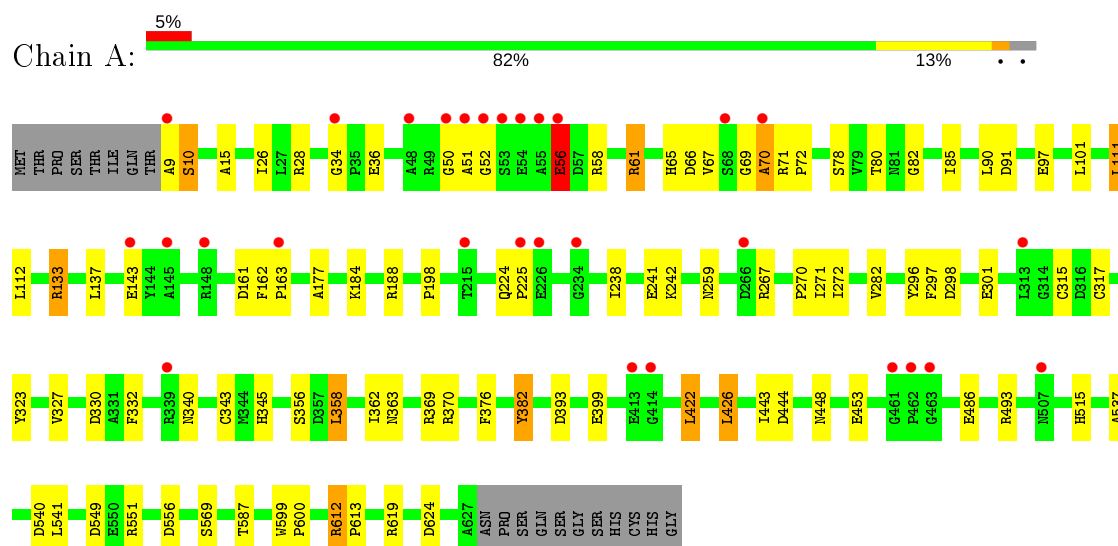 5%
Chain A:
82% 13% • •
MET THR PRO SER THR ILE GLN THR A9 S10 A15 I26 L27 R28 G34 P35 E36 A48 R49 G50 A51 G52 S53 E54 A55 E56 D57 R58 R61 H65 D66 V67 S68 G69 A70 R71 P72 S78 V79 T80 N81 G82 I85 L90 D91 E97 L101 L111
L112 R133 L137 E143 Y144 A145 R148 D161 F162 P163 A177 K184 R188 P198 T215 Q224 P225 E226 G234 I238 E241 K242 N259 D266 R267 P270 I271 I272 V282 Y296 F297 D298 E301 L313 G314 C315 D316 C317
Y323 V327 D330 A331 F332 R339 N340 C343 M344 H345 S356 D357 L358 I362 N363 R369 R370 F376 Y382 D393 E399 E413 G414 L422 L426 I443 D444 N448 E453 G461 P462 G463 E486 R493 N507 H515 A537
D540 L541 D549 E550 R551 D556 S569 T587 W599 P600 R612 P613 R619 D624 A627 ASN PRO SER GLN SER GLY SER HIS CYS HIS GLY